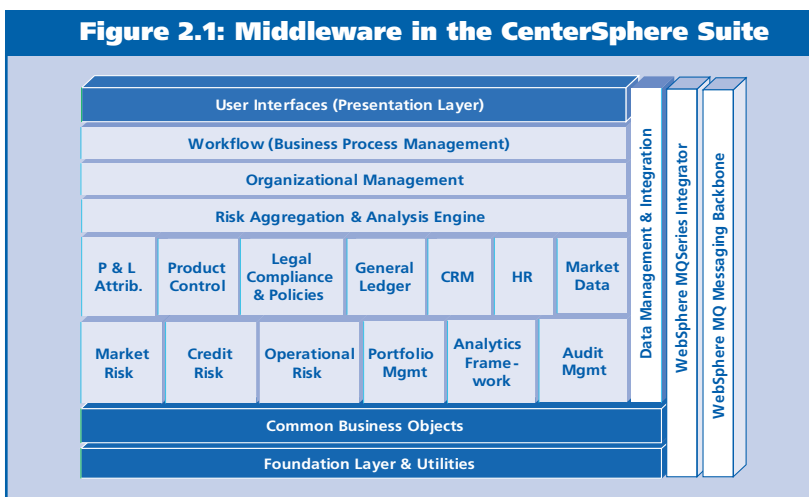 Figure 2.1: Middleware in the CenterSphere Suite
User Interfaces (Presentation Layer)
Workflow (Business Process Management)
Organizational Management
Risk Aggregation & Analysis Engine
P & L
Attrib.
Product
Control
Legal
Compliance
& Policies
General
Ledger
CRM
HR
Market
Data
Market
Risk
Credit
Risk
Operational
Risk
Portfolio
Mgmt
Analytics
Frame-
work
Audit
Mgmt
Common Business Objects
Foundation Layer & Utilities
Data Management & Integration
WebSphere MQSeries Integrator
WebSphere MQ Messaging Backbone